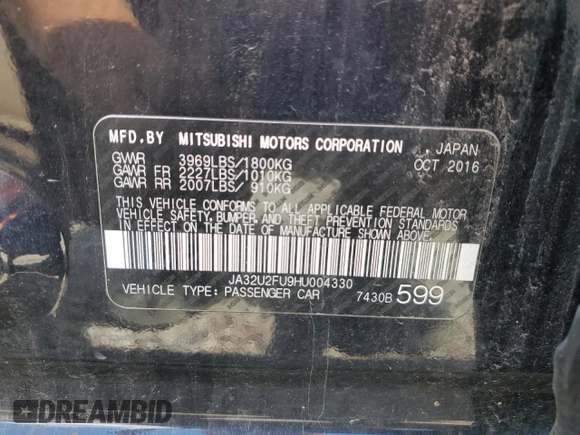 MFD.BY MITSUBISHI MOTORS CORPORATION , JAPAN
GVWR 3969LBS/1800KG OCT 2016
GAWR FR 2227LBS/1010KG
GAWR RR 2007LBS/ 910KG
THIS VEHICLE CONFORMS TO ALL APPLICABLE FEDERAL MOTOR
VEHICLE SAFETY, BUMPER AND THEFT PREVENTION STANDARDS
IN EFFECT ON THE DATE OF MANUFACTURE SHOWN ABOVE.
JA32U2FU9HU004330
VEHICLE TYPE: PASSENGER CAR 7430B599
DREAMBID